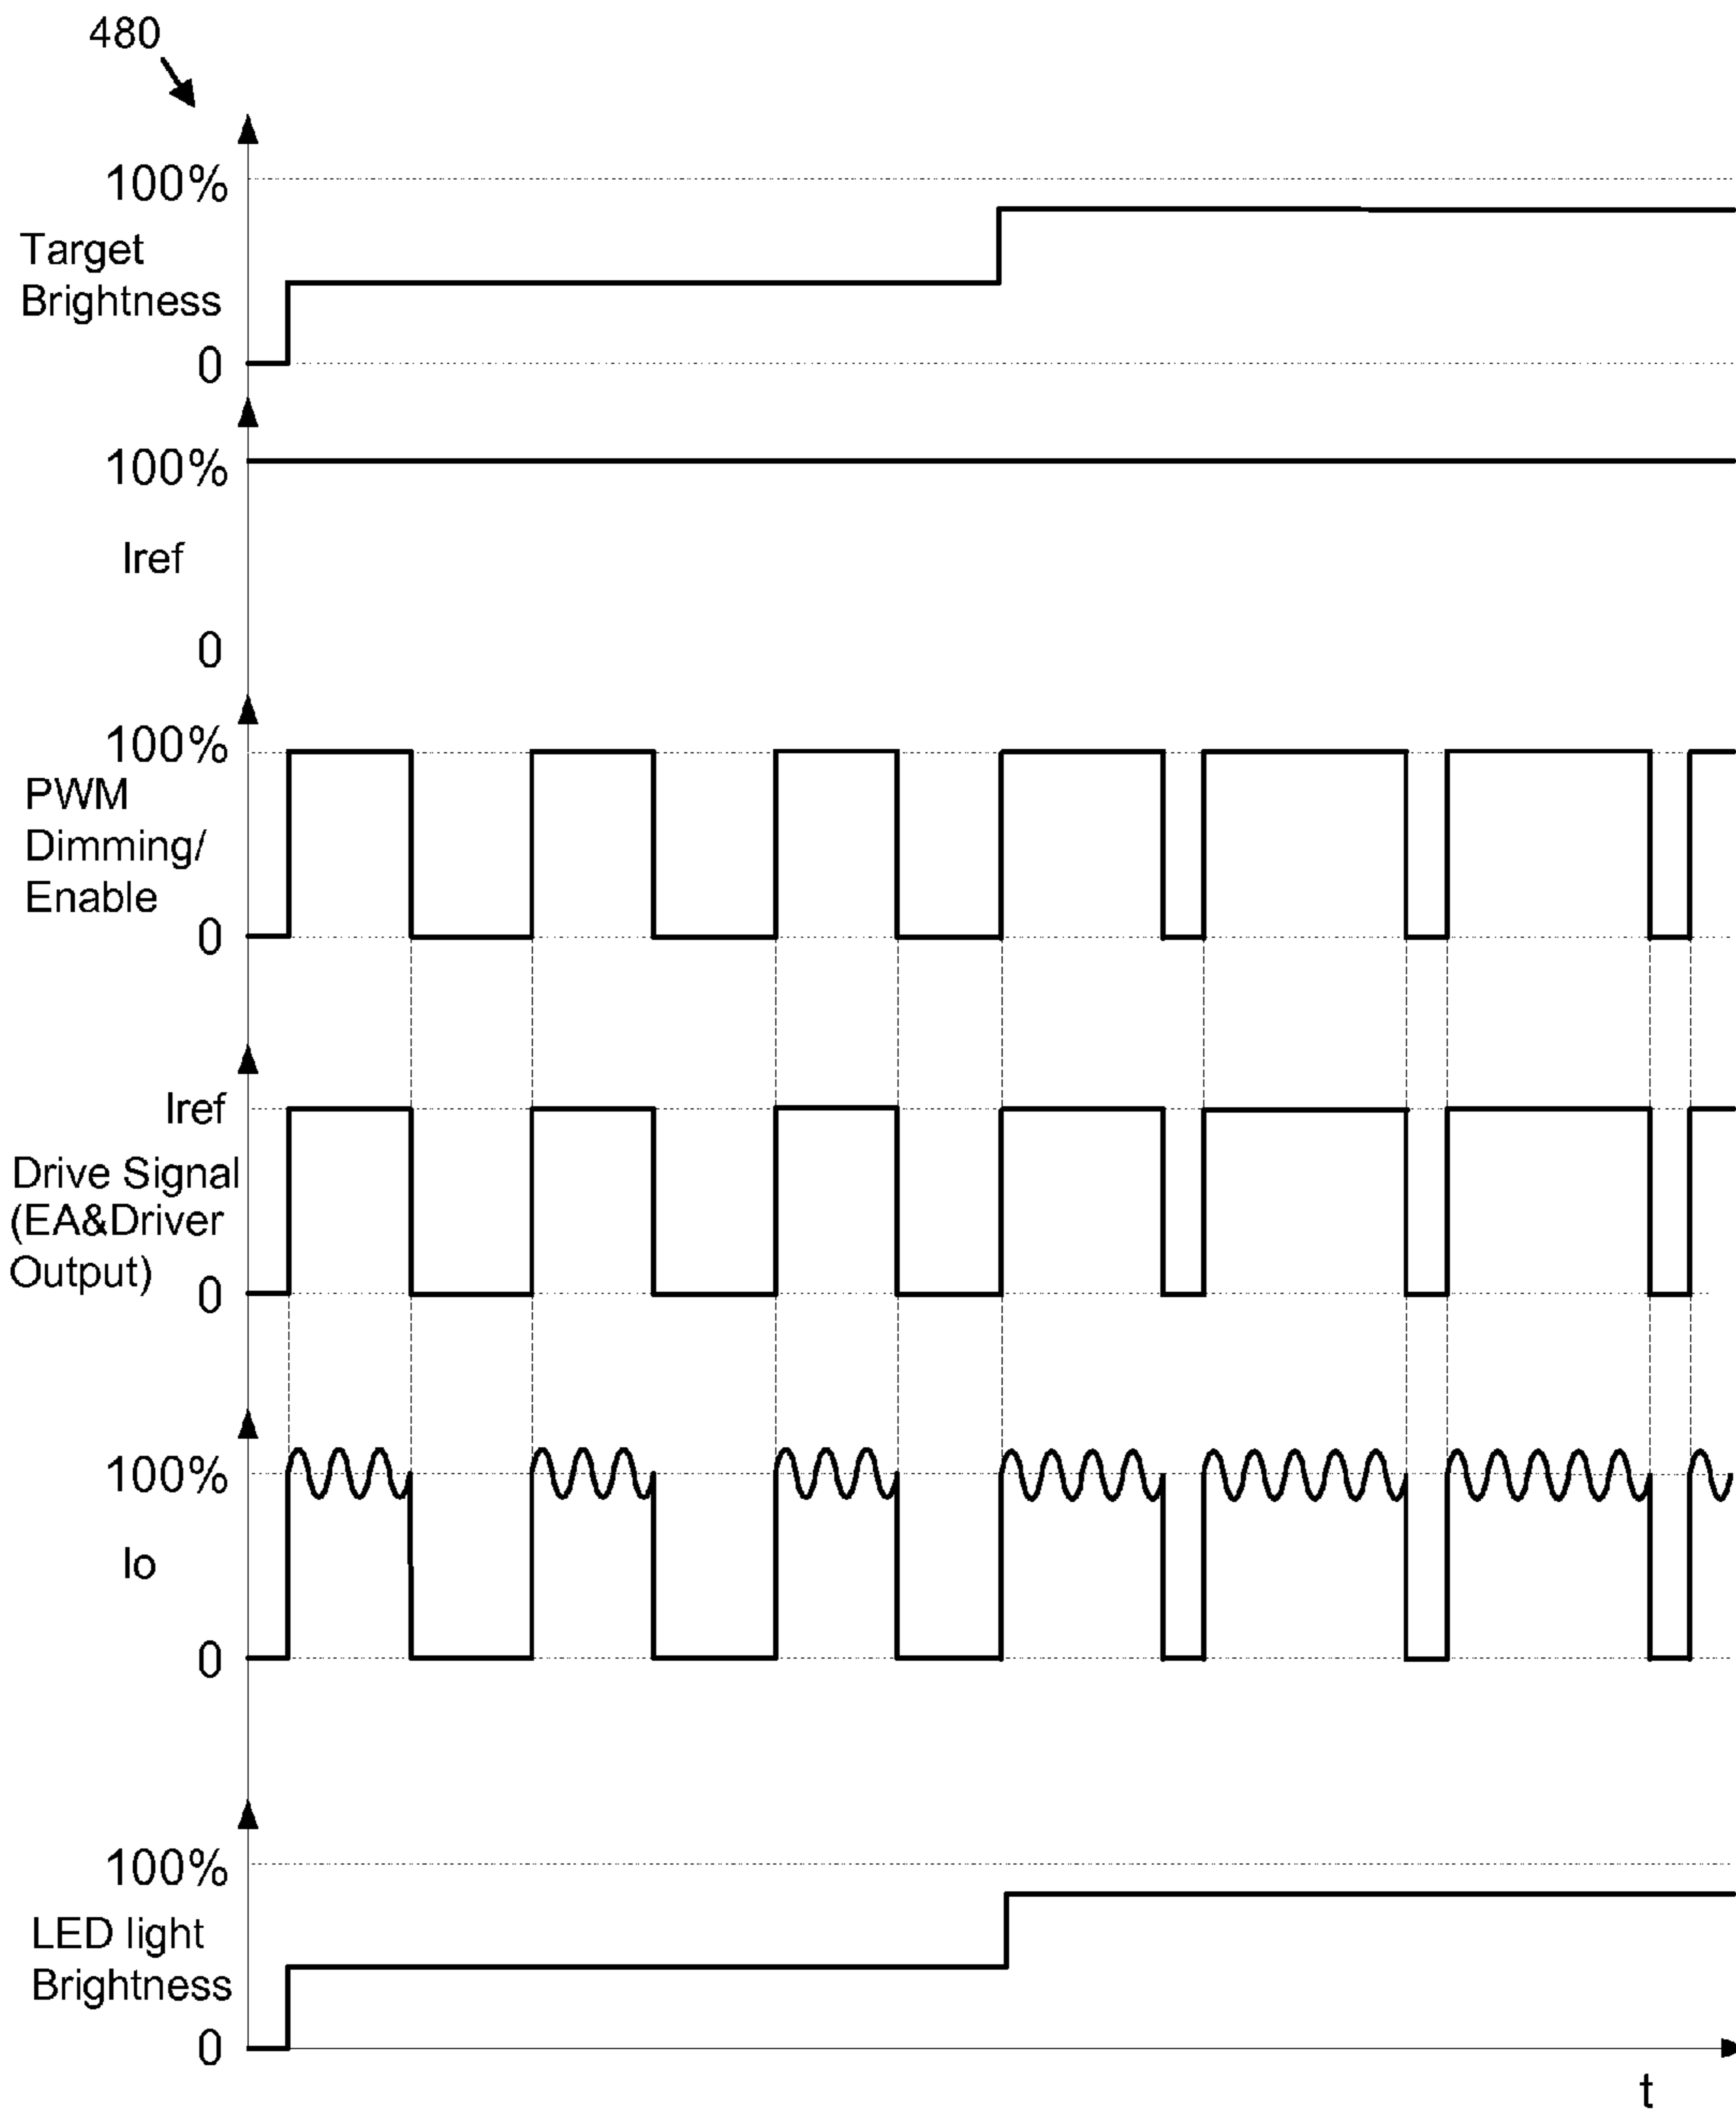 480
100%
Target
Brightness
0
100%
Iref
0
100%
PWM
Dimming/
Enable
0
Iref
Drive Signal
(EA&Driver
Output)
0
100%
Io
0
100%
LED light
Brightness
0
t